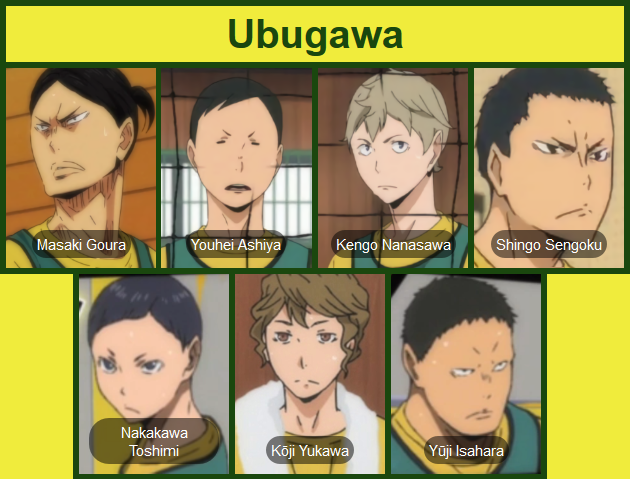 Ubugawa
Masaki Goura
Youhei Ashiya
Kengo Nanasawa
Shingo Sengoku
Nakakawa
Toshimi
Kōji Yukawa
Yūji Isahara